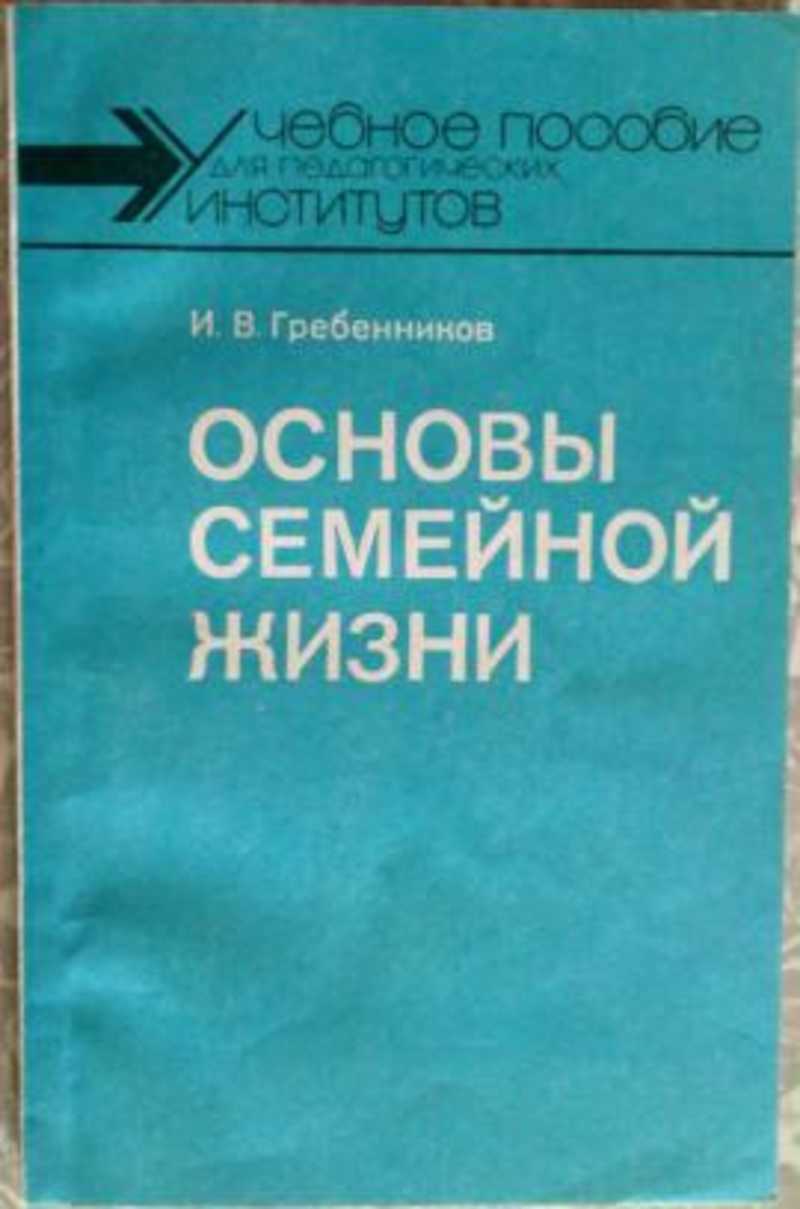 Учебное пособие
для педагогических
институтов
И. В. Гребенников
ОСНОВЫ
СЕМЕЙНОЙ
ЖИЗНИ